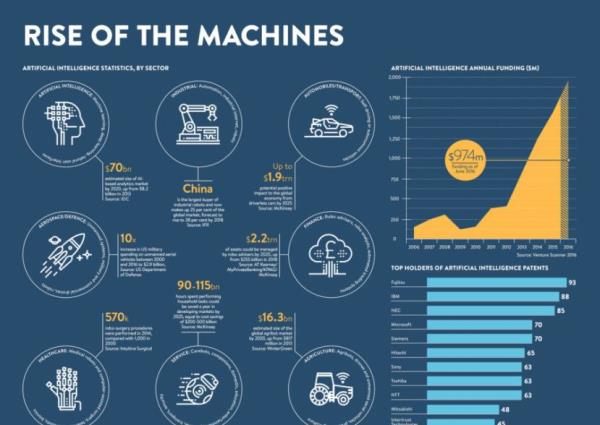 RISE OF THE MACHINES
ARTIFICIAL INTELLIGENCE STATISTICS, BY SECTOR
ARTIFICIAL INTELLIGENCE:
$70bn
estimated size of AI-
based analytics market
by 2020, up from $8.2
billion in 2013
Source: IDC
INDUSTRIAL: Automation,
China
is the largest buyer of
industrial robots and now
makes up 25 per cent of the
global market, forecast to
rise to 38 per cent by 2018
Source: IFR
AUTOMOBILES/TRANSPORT:
Up to
$1.9trn
potential positive
impact to the global
economy from
driverless cars by 2025
Source: McKinsey
AEROSPACE/DEFENCE:
10x
increase in US military
spending on unmanned aerial
vehicles between 2000
and 2016 to $2.9 billion
Source: US Department
of Defense
FINANCE: Robo-advisers,
$2.2trn
of assets could be managed
by robo-advisers by 2020, up
from
Source: AT Kearney/
MyPrivateBanking/KPMG/
McKinsey
90-115bn
hours spent performing
household tasks could
be saved a year in
developing markets by
2025, equal to cost savings
of $200-500 billion
Source: McKinsey
570k
robo-surgery procedures
were performed in 2014,
compared with 1,000 in
2000
Source: Intuitive Surgical
$16.3bn
estimated size of the
global agribot market
by 2020, up from $817
million in 2013
Source: WinterGreen
HEALTHCARE: Medical robots and
SERVICE: Carebots,
AGRICULTURE: Agribots, drones and
ARTIFICIAL INTELLIGENCE ANNUAL FUNDING ($M)
2,000
1,750
1,500
1,250
1,000
750
500
250
0
$974m
funding as of
June 2016
2006 2007 2008 2009 2010 2011 2012 2013 2014 2015 2016
Source: Venture Scanner 2016
TOP HOLDERS OF ARTIFICIAL INTELLIGENCE PATENTS
Fujitsu 93
IBM 88
NEC 85
Microsoft 70
Siemens 70
Hitachi 65
Sony 63
Toshiba 63
NTT 63
Mitsubishi 48
Intertrust
Technologies 45